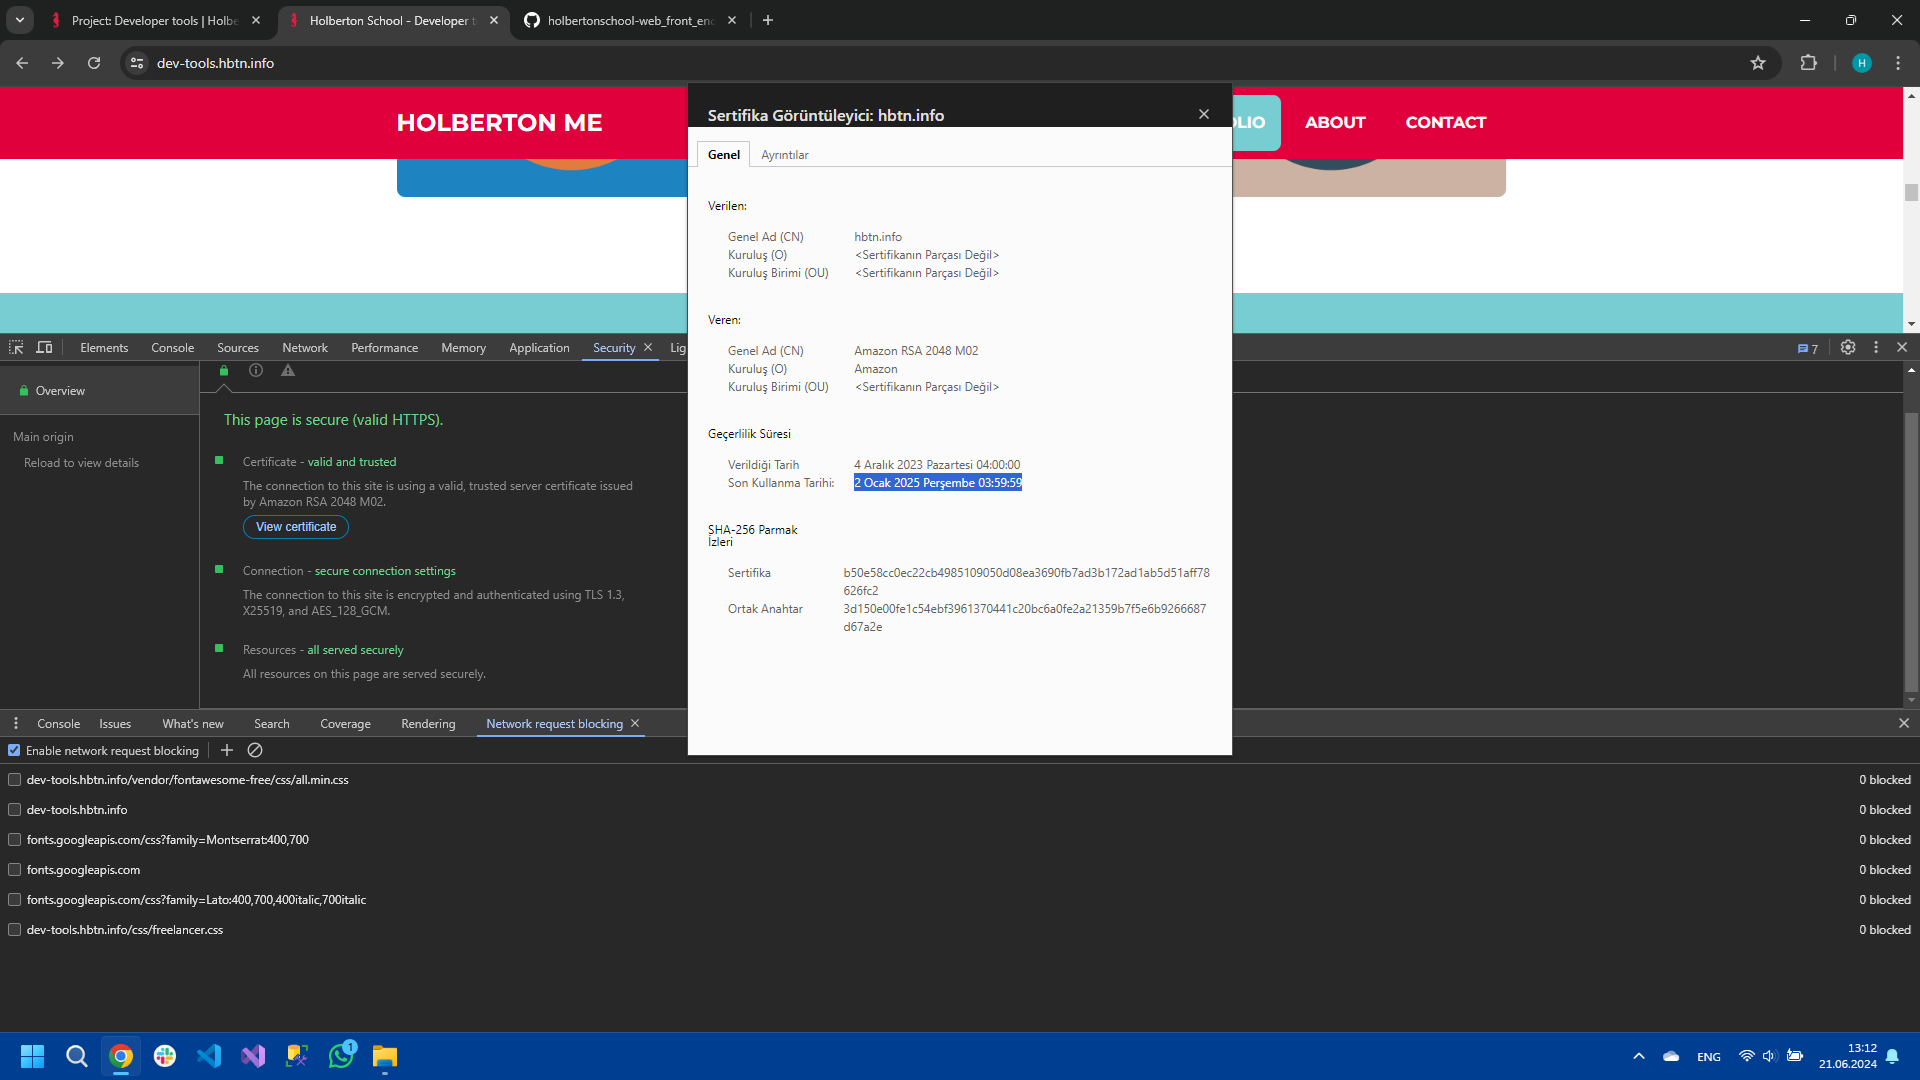 Project: Developer tools | Holbe
Holberton School - Developer t
holbertonschool-web_front_end
dev-tools.hbtn.info
H
HOLBERTON ME
OLIO
ABOUT
CONTACT
Sertifika Görüntüleyici: hbtn.info
Genel
Ayrıntılar
Verilen:
Genel Ad (CN) hbtn.info
Kuruluş (O) <Sertifikanın Parçası Değil>
Kuruluş Birimi (OU) <Sertifikanın Parçası Değil>
Veren:
Genel Ad (CN) Amazon RSA 2048 M02
Kuruluş (O) Amazon
Kuruluş Birimi (OU) <Sertifikanın Parçası Değil>
Geçerlilik Süresi
Verildiği Tarih 4 Aralık 2023 Pazartesi 04:00:00
Son Kullanma Tarihi: 2 Ocak 2025 Perşembe 03:59:59
SHA-256 Parmak
İzleri
Sertifika b50e58cc0ec22cb4985109050d08ea3690fb7ad3b172ad1ab5d51aff78
626fc2
Ortak Anahtar 3d150e00fe1c54ebf3961370441c20bc6a0fe2a21359b7f5e6b9266687
d67a2e
Elements Console Sources Network Performance Memory Application Security Lig 7
Overview
Main origin
Reload to view details
This page is secure (valid HTTPS).
Certificate - valid and trusted
The connection to this site is using a valid, trusted server certificate issued
by Amazon RSA 2048 M02.
View certificate
Connection - secure connection settings
The connection to this site is encrypted and authenticated using TLS 1.3,
X25519, and AES_128_GCM.
Resources - all served securely
All resources on this page are served securely.
Console Issues What's new Search Coverage Rendering Network request blocking
Enable network request blocking
dev-tools.hbtn.info/vendor/fontawesome-free/css/all.min.css 0 blocked
dev-tools.hbtn.info 0 blocked
fonts.googleapis.com/css?family=Montserrat:400,700 0 blocked
fonts.googleapis.com 0 blocked
fonts.googleapis.com/css?family=Lato:400,700,400italic,700italic 0 blocked
dev-tools.hbtn.info/css/freelancer.css 0 blocked
1
ENG
13:12
21.06.2024